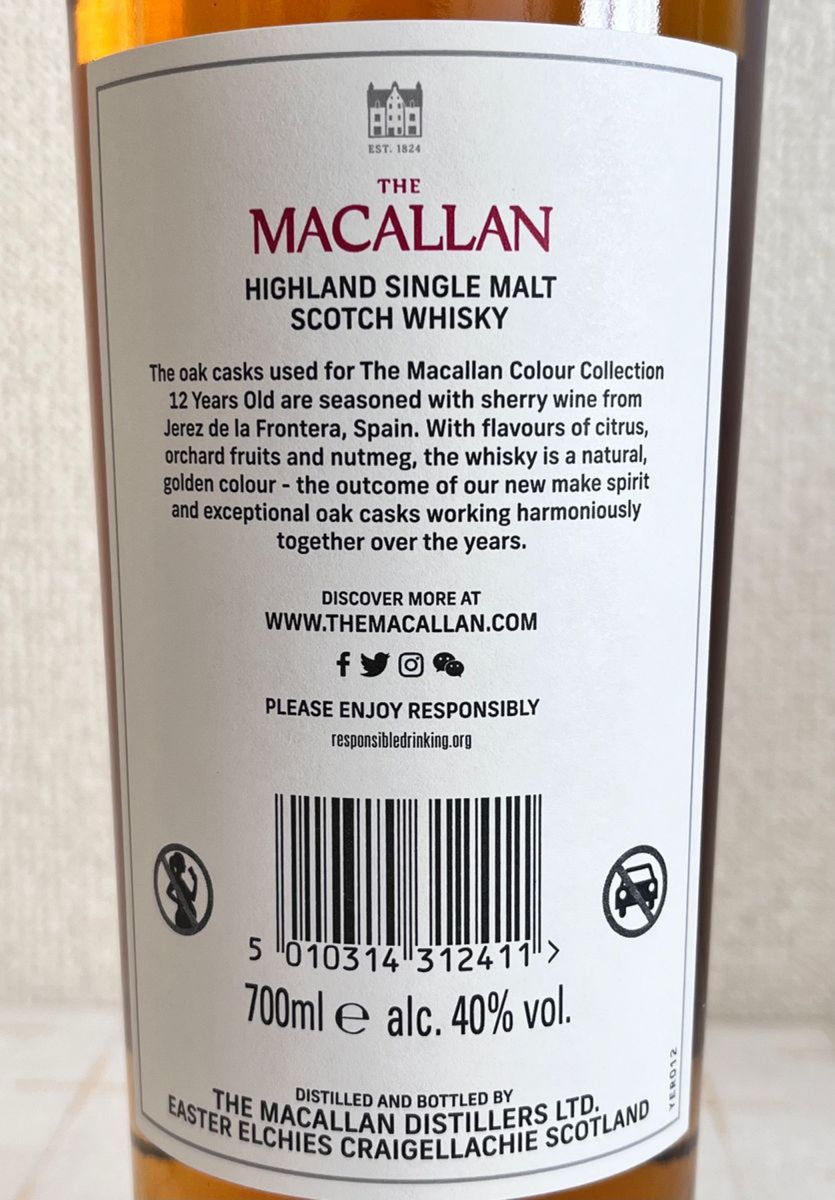 EST. 1824
THE
MACALLAN
HIGHLAND SINGLE MALT
SCOTCH WHISKY
The oak casks used for The Macallan Colour Collection
12 Years Old are seasoned with sherry wine from
Jerez de la Frontera, Spain. With flavours of citrus,
orchard fruits and nutmeg, the whisky is a natural,
golden colour - the outcome of our new make spirit
and exceptional oak casks working harmoniously
together over the years.
DISCOVER MORE AT
WWW.THEMACALLAN.COM
PLEASE ENJOY RESPONSIBLY
responsibledrinking.org
5 010314 312411 >
700ml ℮ alc. 40% vol.
YER012
DISTILLED AND BOTTLED BY
THE MACALLAN DISTILLERS LTD.
EASTER ELCHIES CRAIGELLACHIE SCOTLAND